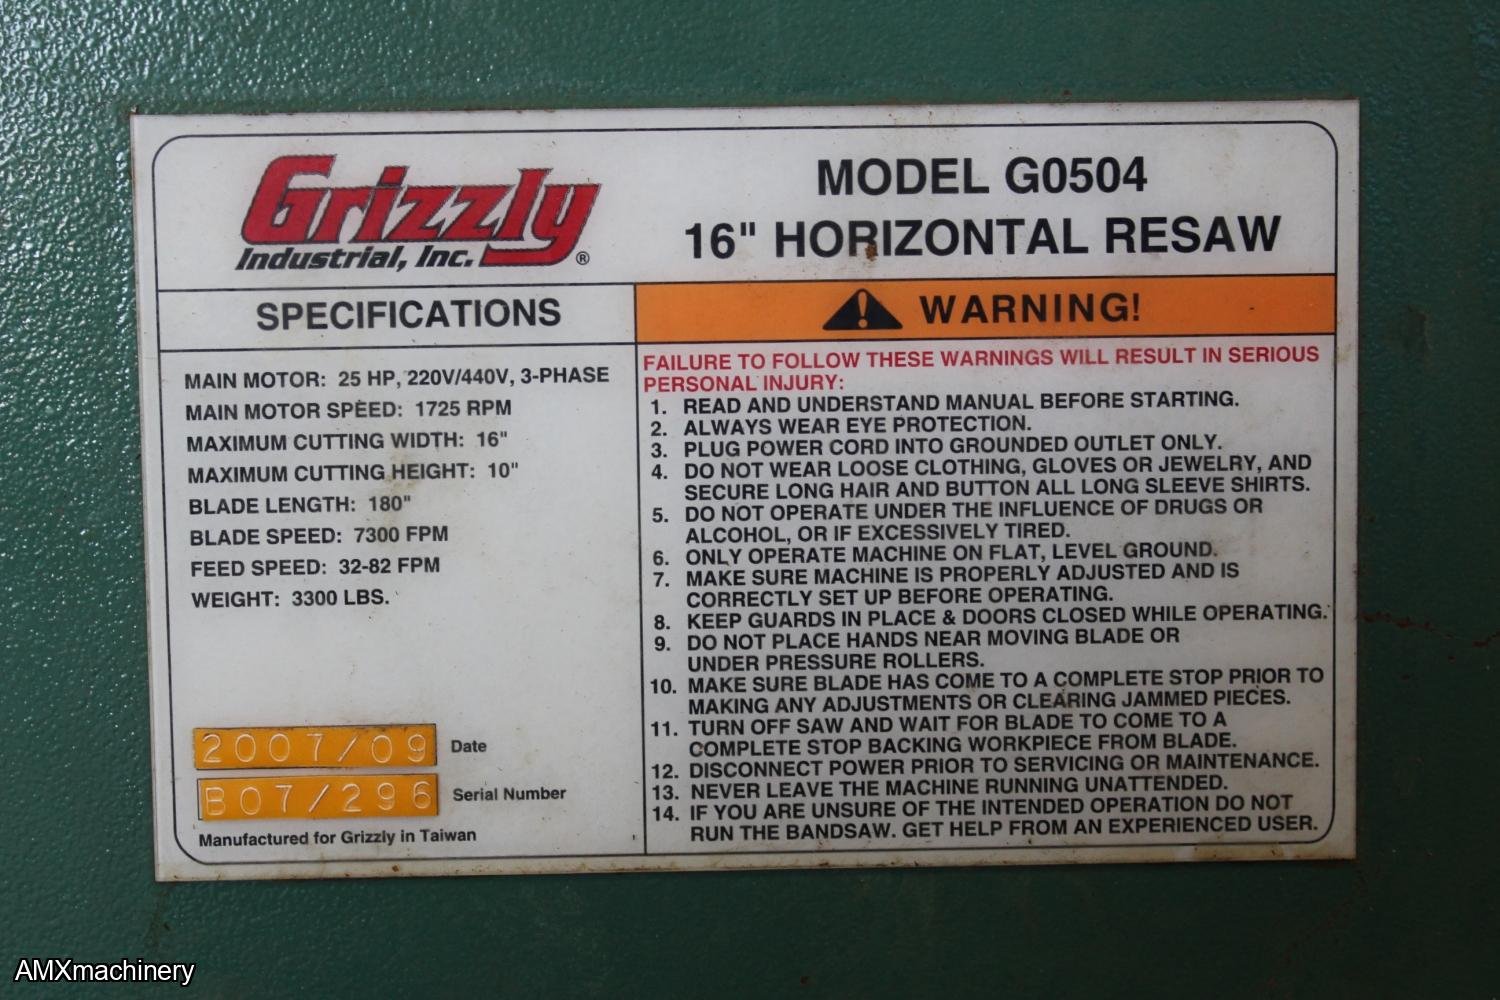 Grizzly
Industrial, Inc. ®
MODEL G0504
16" HORIZONTAL RESAW
SPECIFICATIONS
MAIN MOTOR: 25 HP, 220V/440V, 3-PHASE
MAIN MOTOR SPEED: 1725 RPM
MAXIMUM CUTTING WIDTH: 16"
MAXIMUM CUTTING HEIGHT: 10"
BLADE LENGTH: 180"
BLADE SPEED: 7300 FPM
FEED SPEED: 32-82 FPM
WEIGHT: 3300 LBS.
2007/09 Date
B07/296 Serial Number
Manufactured for Grizzly in Taiwan
WARNING!
FAILURE TO FOLLOW THESE WARNINGS WILL RESULT IN SERIOUS
PERSONAL INJURY:
1. READ AND UNDERSTAND MANUAL BEFORE STARTING.
2. ALWAYS WEAR EYE PROTECTION.
3. PLUG POWER CORD INTO GROUNDED OUTLET ONLY.
4. DO NOT WEAR LOOSE CLOTHING, GLOVES OR JEWELRY, AND
SECURE LONG HAIR AND BUTTON ALL LONG SLEEVE SHIRTS.
5. DO NOT OPERATE UNDER THE INFLUENCE OF DRUGS OR
ALCOHOL, OR IF EXCESSIVELY TIRED.
6. ONLY OPERATE MACHINE ON FLAT, LEVEL GROUND.
7. MAKE SURE MACHINE IS PROPERLY ADJUSTED AND IS
CORRECTLY SET UP BEFORE OPERATING.
8. KEEP GUARDS IN PLACE & DOORS CLOSED WHILE OPERATING.
9. DO NOT PLACE HANDS NEAR MOVING BLADE OR
UNDER PRESSURE ROLLERS.
10. MAKE SURE BLADE HAS COME TO A COMPLETE STOP PRIOR TO
MAKING ANY ADJUSTMENTS OR CLEARING JAMMED PIECES.
11. TURN OFF SAW AND WAIT FOR BLADE TO COME TO A
COMPLETE STOP BACKING WORKPIECE FROM BLADE.
12. DISCONNECT POWER PRIOR TO SERVICING OR MAINTENANCE.
13. NEVER LEAVE THE MACHINE RUNNING UNATTENDED.
14. IF YOU ARE UNSURE OF THE INTENDED OPERATION DO NOT
RUN THE BANDSAW. GET HELP FROM AN EXPERIENCED USER.
AMXmachinery